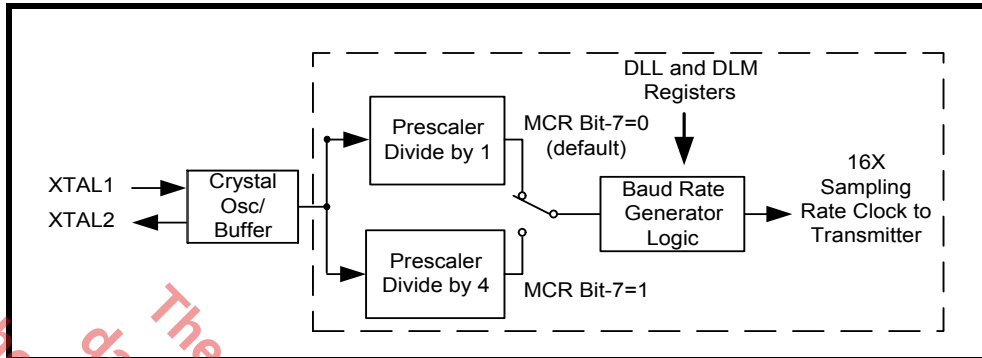 DLL and DLM
Registers
Prescaler
Divide by 1
MCR Bit-7=0
(default)
XTAL1
XTAL2
Crystal
Osc/
Buffer
Baud Rate
Generator
Logic
16X
Sampling
Rate Clock to
Transmitter
Prescaler
Divide by 4
MCR Bit-7=1
The